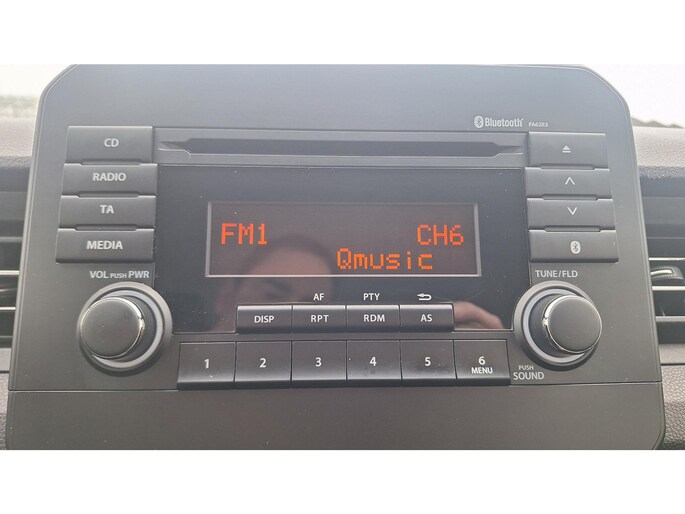 Bluetooth® PA6203
CD
RADIO
TA
MEDIA
VOL PUSH PWR
FM1 CH6
Qmusic
TUNE/FLD
AF PTY
DISP RPT RDM AS
1 2 3 4 5 6
MENU
PUSH
SOUND